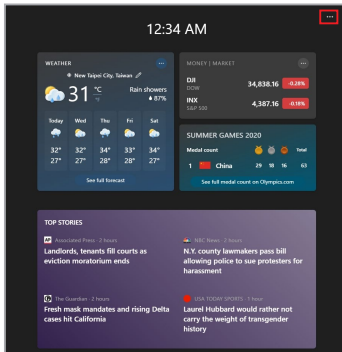 12:34 AM
WEATHER
New Taipei City, Taiwan
31 °C
Rain showers
87%
Today Wed Thu Fri Sat
32° 32° 34° 33° 34°
27° 27° 28° 28° 27°
See full forecast
MONEY | MARKET
DJI 34,838.16 -0.28%
DOW
INX 4,387.16 -0.18%
S&P 500
SUMMER GAMES 2020
Medal count Total
1 China 29 18 16 63
See full medal count on Olympics.com
TOP STORIES
AP Associated Press · 2 hours
Landlords, tenants fill courts as
eviction moratorium ends
NBC News · 2 hours
N.Y. county lawmakers pass bill
allowing police to sue protesters for
harassment
The Guardian · 2 hours
Fresh mask mandates and rising Delta
cases hit California
USA TODAY SPORTS · 1 hour
Laurel Hubbard would rather not
carry the weight of transgender
history